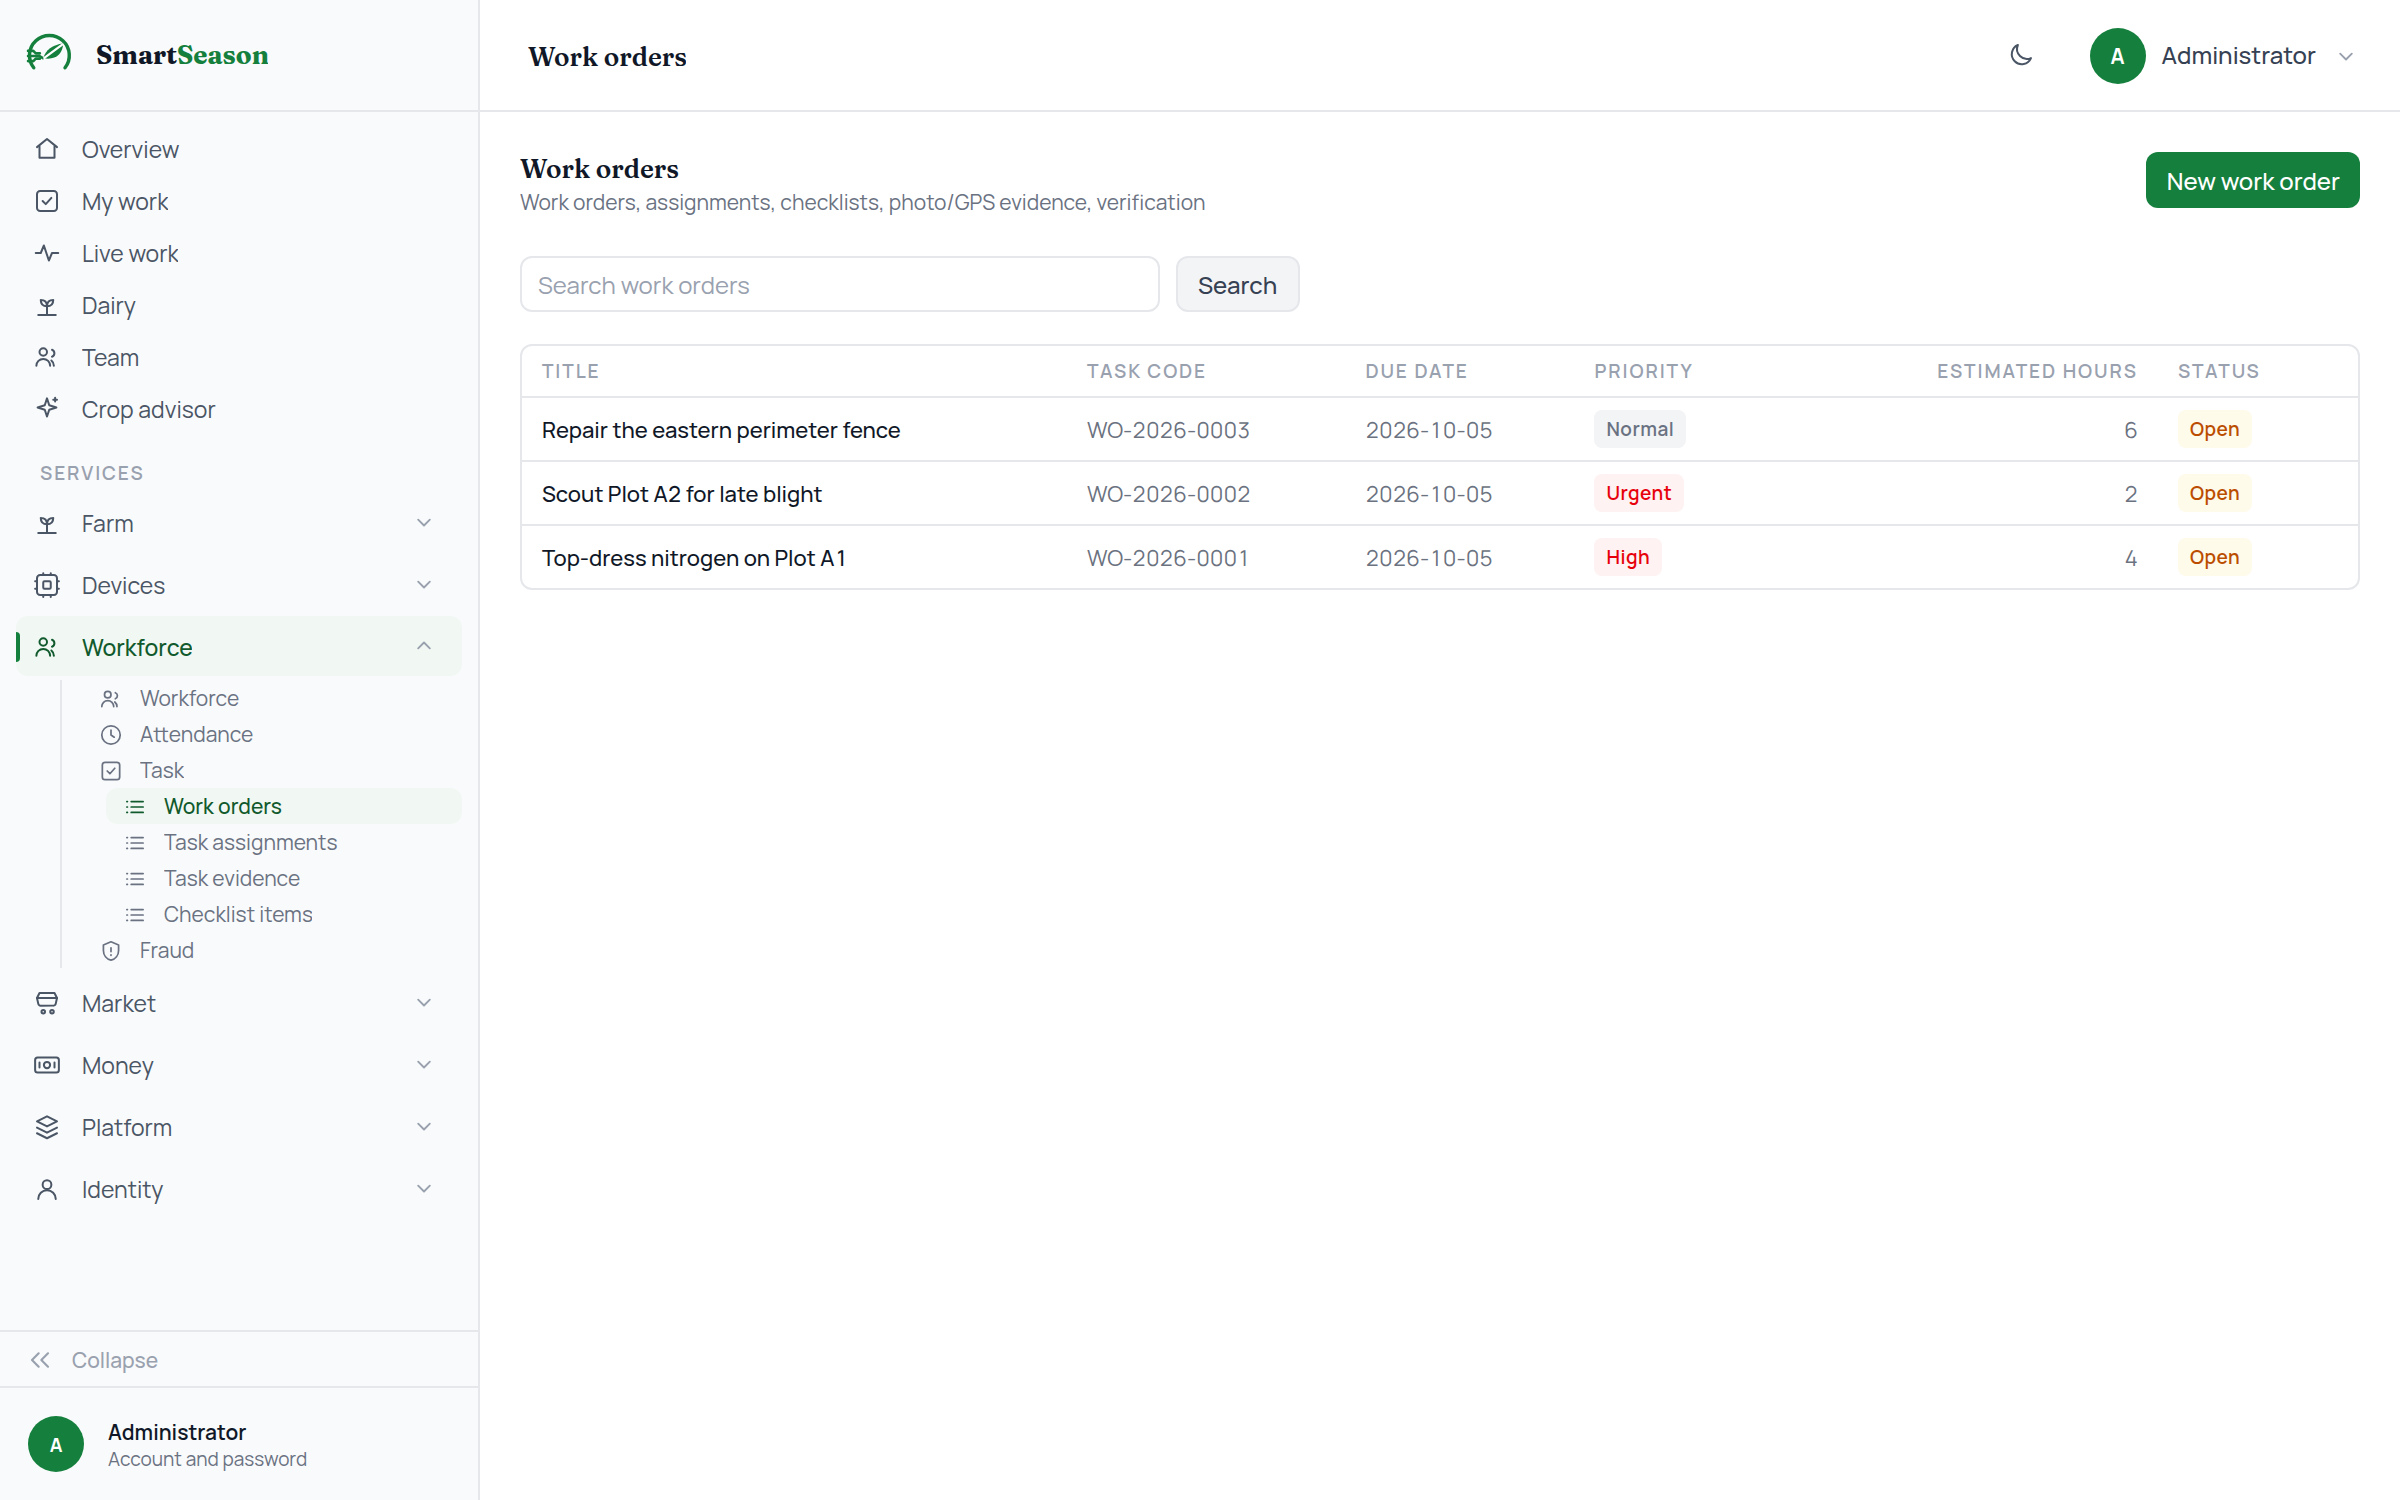 SmartSeason
Work orders
A Administrator
Overview
My work
Live work
Dairy
Team
Crop advisor
SERVICES
Farm
Devices
Workforce
Workforce
Attendance
Task
Work orders
Task assignments
Task evidence
Checklist items
Fraud
Market
Money
Platform
Identity
Collapse
A Administrator
Account and password
Work orders
Work orders, assignments, checklists, photo/GPS evidence, verification
New work order
Search work orders Search
TITLE TASK CODE DUE DATE PRIORITY ESTIMATED HOURS STATUS
Repair the eastern perimeter fence WO-2026-0003 2026-10-05 Normal 6 Open
Scout Plot A2 for late blight WO-2026-0002 2026-10-05 Urgent 2 Open
Top-dress nitrogen on Plot A1 WO-2026-0001 2026-10-05 High 4 Open